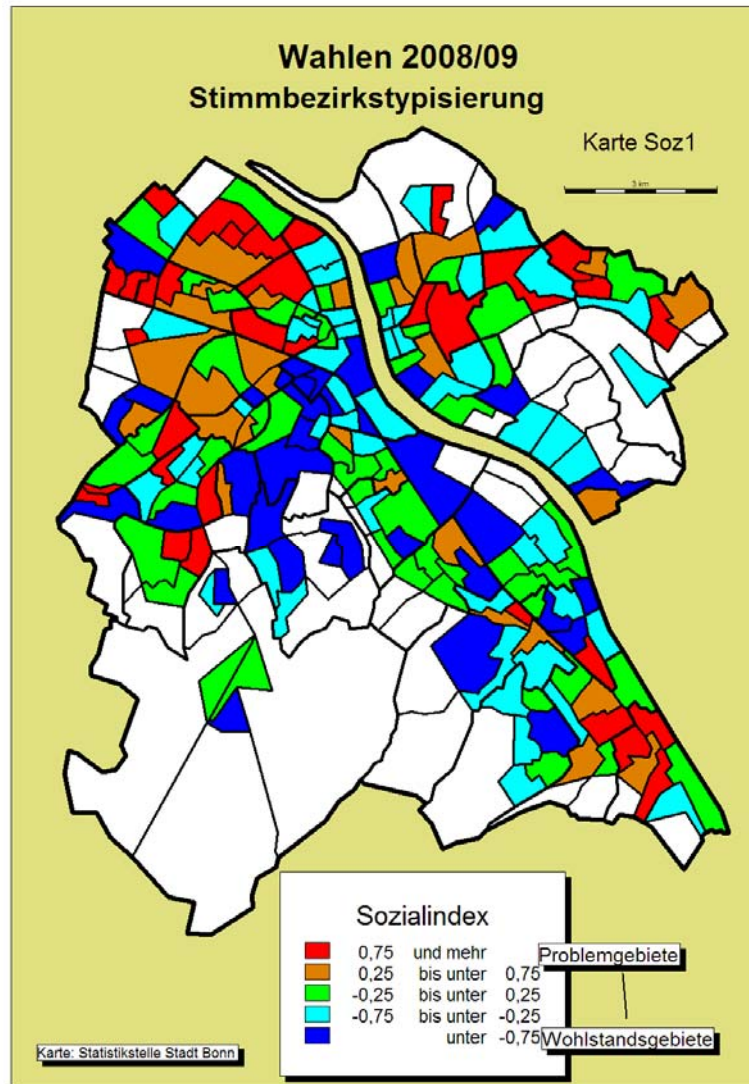 Wahlen 2008/09
Stimmbezirkstypisierung
Karte Soz1
3 km
Sozialindex
0,75 und mehr
0,25 bis unter 0,75
-0,25 bis unter 0,25
-0,75 bis unter -0,25
unter -0,75
Problemgebiete
Wohlstandsgebiete
Karte: Statistikstelle Stadt Bonn